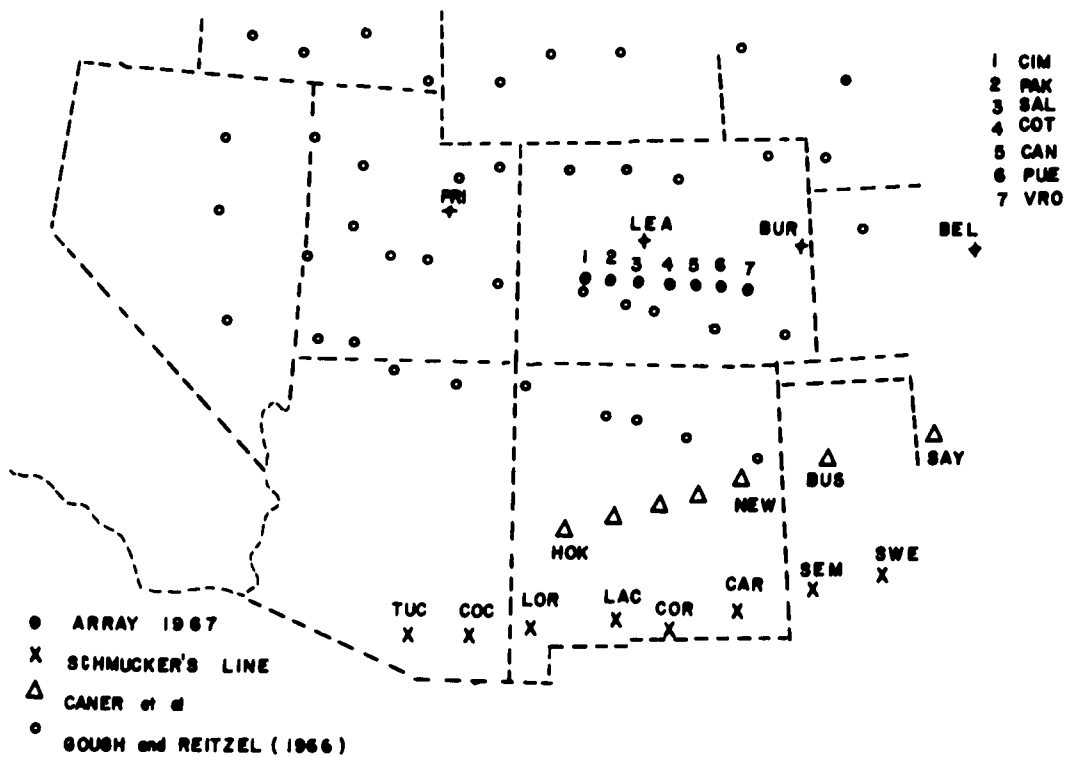 1 CIM
2 PAK
3 SAL
4 COT
5 CAN
6 PUE
7 VRO
PRI
LEA
BUR
BEL
1 2 3 4 5 6 7
SAY
BUS
NEW
HOK
SWE
SEM
CAR
TUC COC LOR LAC COR
ARRAY 1967
X SCHMUCKER'S LINE
CANER et al
GOUGH and REITZEL (1966)